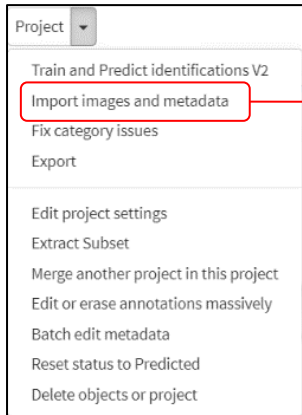 Project
Train and Predict identifications V2
Import images and metadata
Fix category issues
Export
Edit project settings
Extract Subset
Merge another project in this project
Edit or erase annotations massively
Batch edit metadata
Reset status to Predicted
Delete objects or project